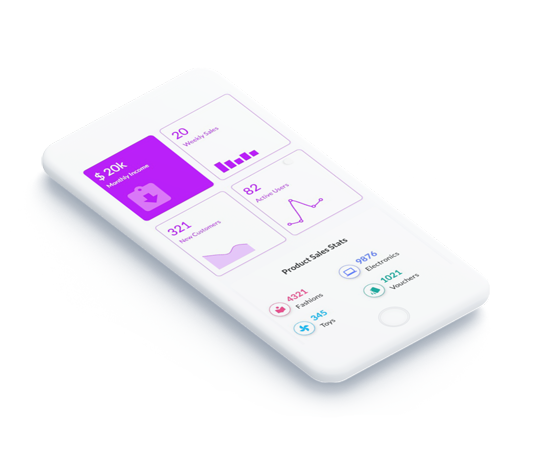 $ 20k
Monthly Income
20
Weekly Sales
321
New Customers
82
Active Users
Product Sales Stats
4321
Fashions
9876
Electronics
345
Toys
1021
Vouchers